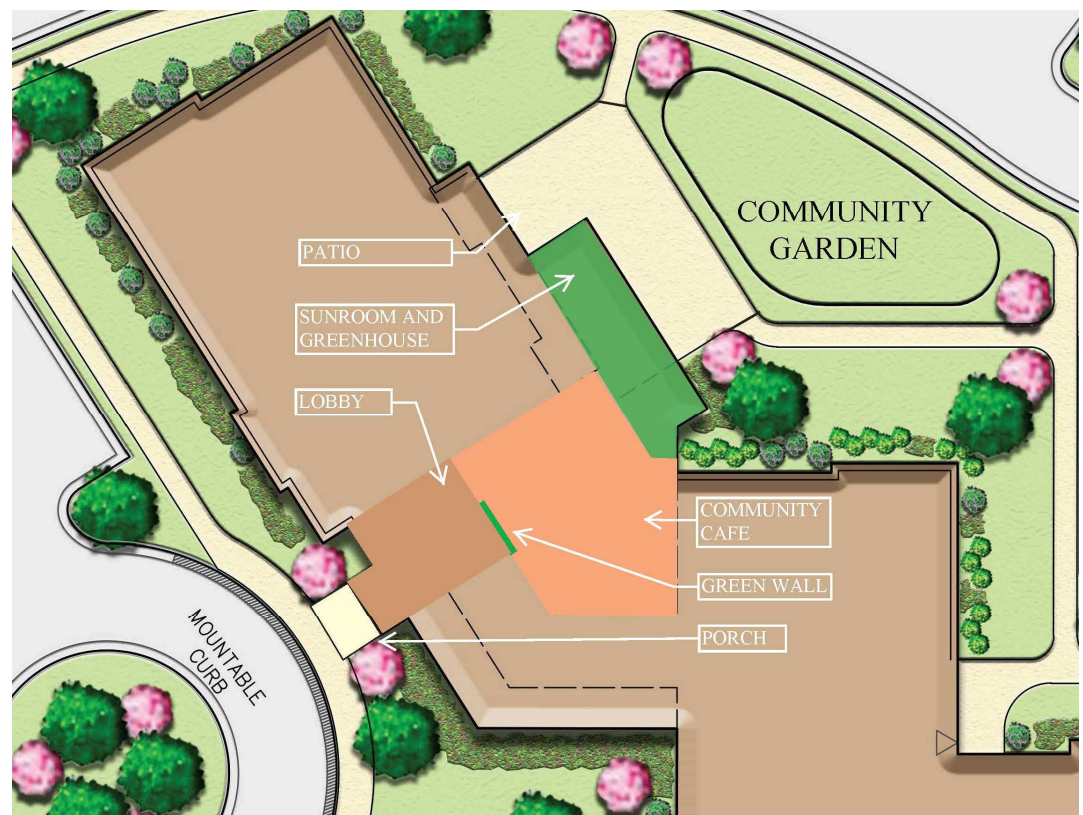 COMMUNITY
GARDEN
PATIO
SUNROOM AND
GREENHOUSE
LOBBY
COMMUNITY
CAFE
GREEN WALL
PORCH
MOUNTABLE
CURB